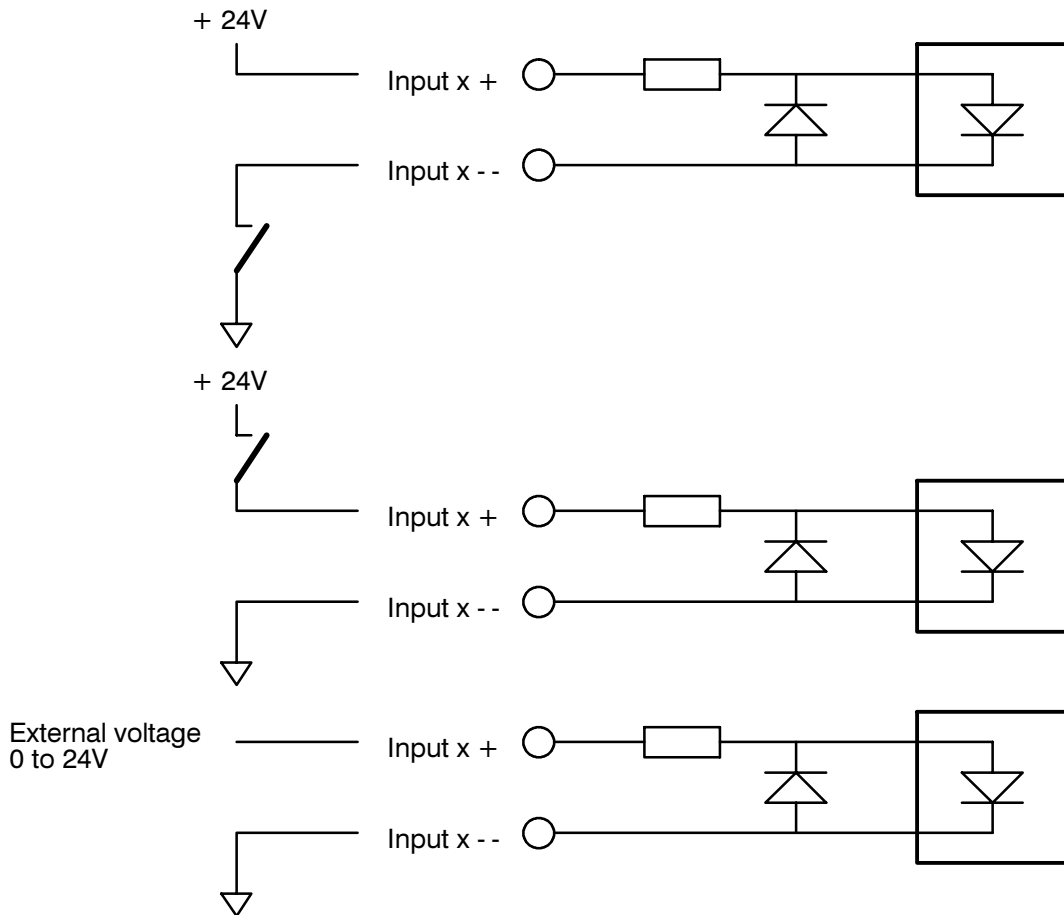 + 24V
Input x +
Input x - -
+ 24V
Input x +
Input x - -
External voltage
0 to 24V
Input x +
Input x - -